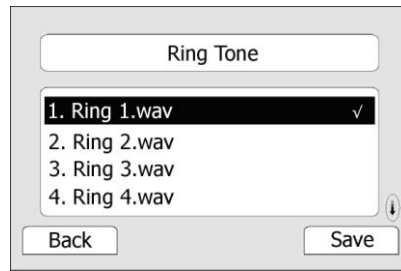 Ring Tone
1. Ring 1.wav √
2. Ring 2.wav
3. Ring 3.wav
4. Ring 4.wav
Back Save